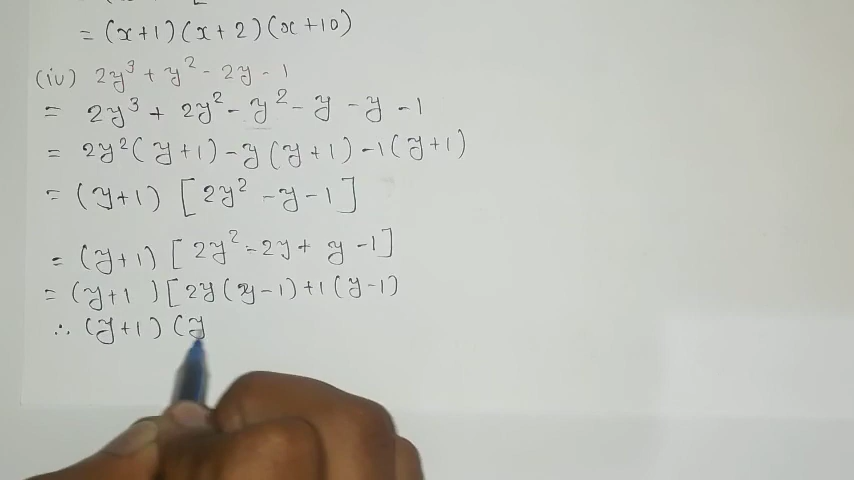 = (x+1)(x+2)(x+10)
(iv) 2y³ + y² - 2y - 1
= 2y³ + 2y² - y² - y - y - 1
= 2y²(y+1) - y(y+1) - 1(y+1)
= (y+1) [2y² - y - 1]
= (y+1) [2y² - 2y + y - 1]
= (y+1) [2y(y-1) + 1(y-1)
∴ (y+1) (y